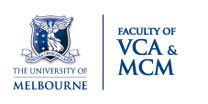 THE UNIVERSITY OF
MELBOURNE
FACULTY OF
VCA &
MCM